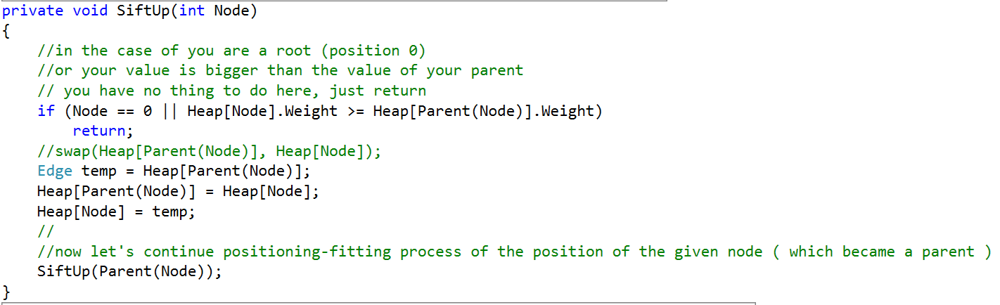 private void SiftUp(int Node)
{
    //in the case of you are a root (position 0)
    //or your value is bigger than the value of your parent
    // you have no thing to do here, just return
    if (Node == 0 || Heap[Node].Weight >= Heap[Parent(Node)].Weight)
        return;
    //swap(Heap[Parent(Node)], Heap[Node]);
    Edge temp = Heap[Parent(Node)];
    Heap[Parent(Node)] = Heap[Node];
    Heap[Node] = temp;
    //
    //now let's continue positioning-fitting process of the position of the given node ( which became a parent )
    SiftUp(Parent(Node));
}